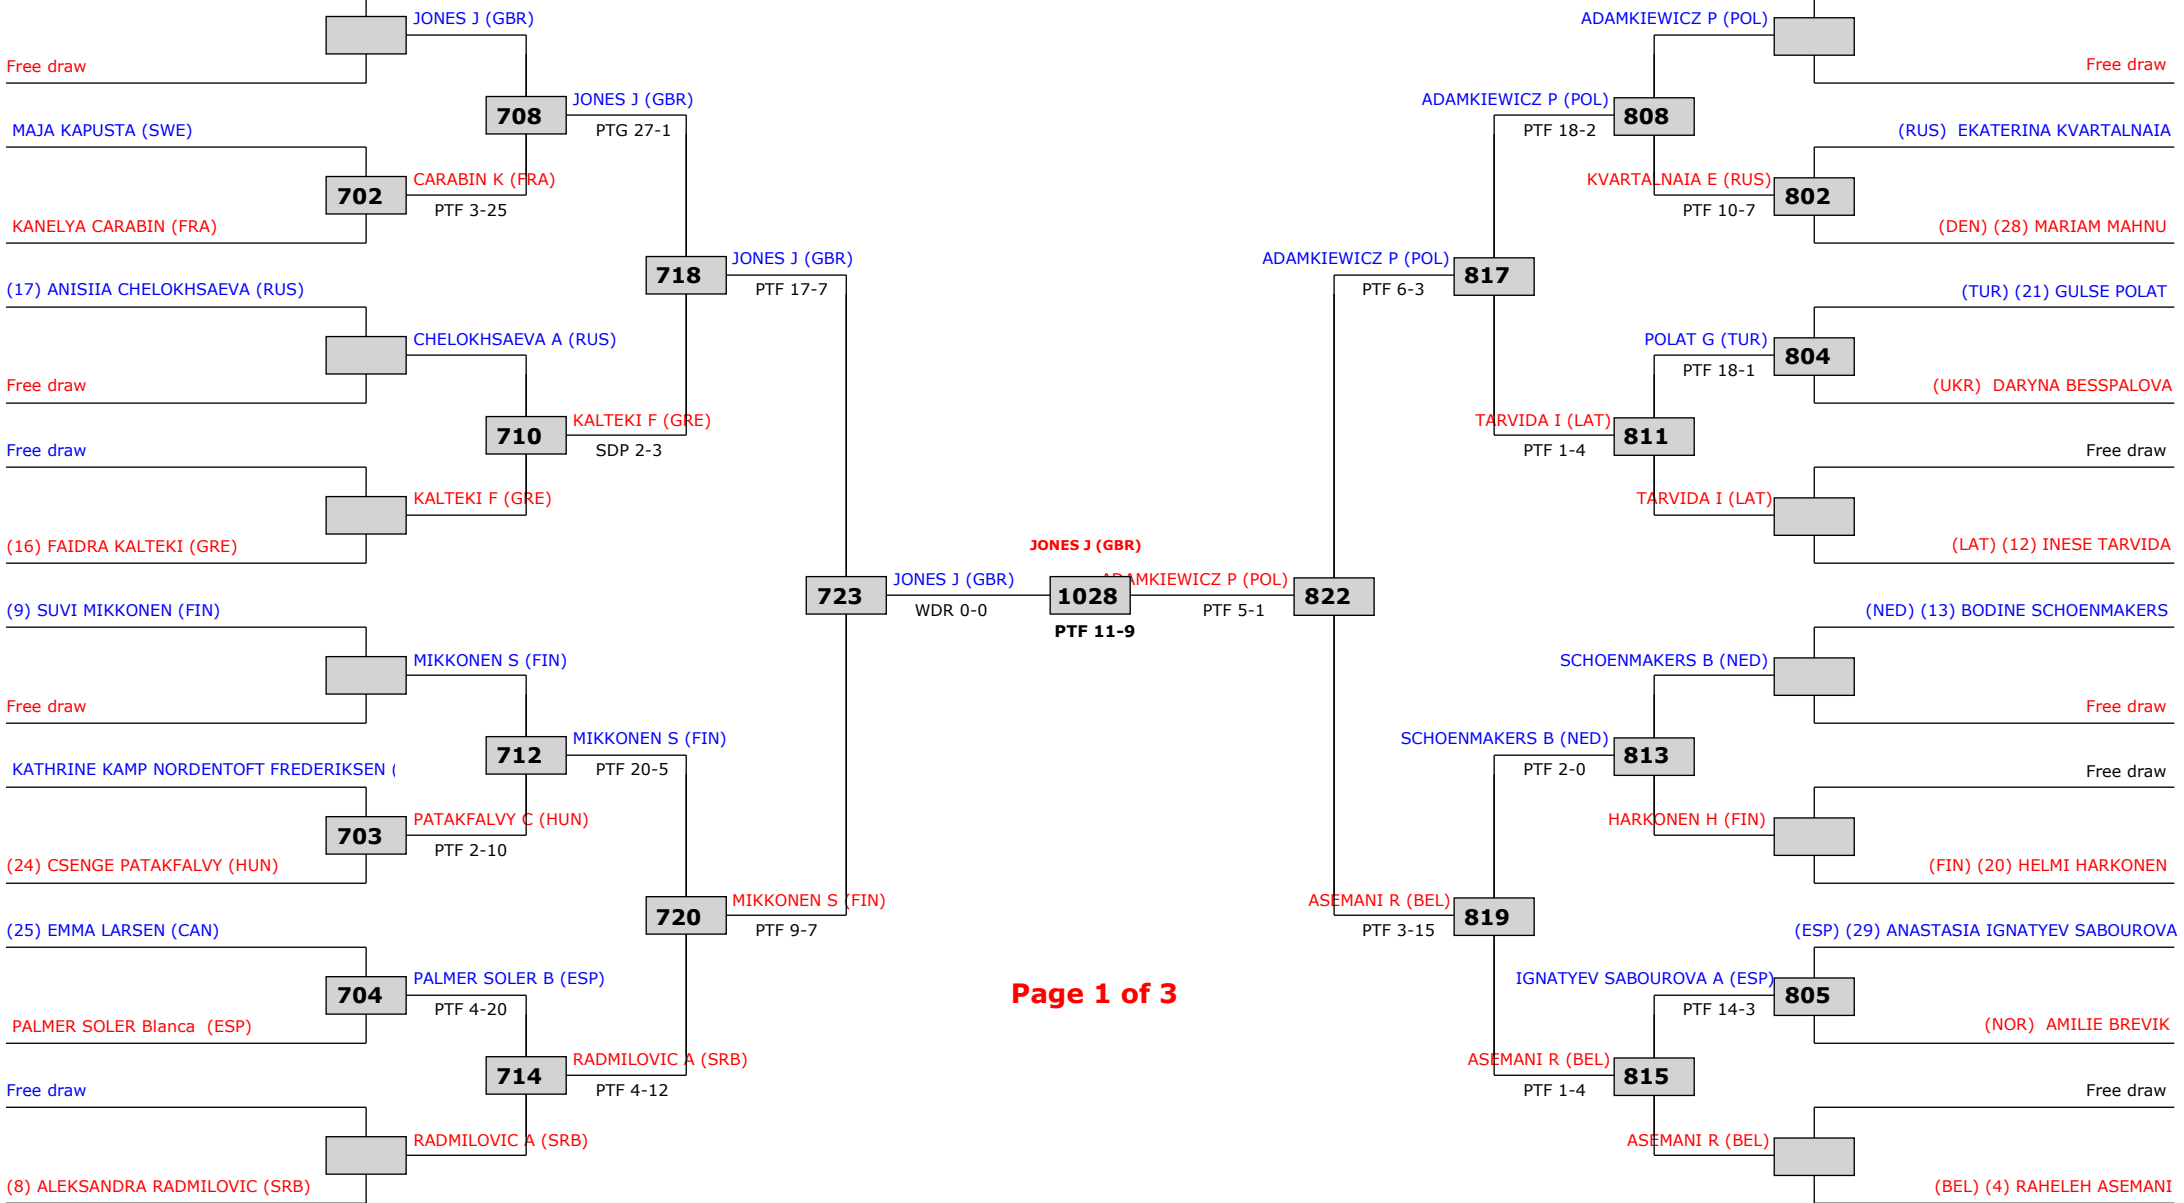 JONES J (GBR)
Free draw
708
JONES J (GBR)
PTG 27-1
MAJA KAPUSTA (SWE)
702
CARABIN K (FRA)
PTF 3-25
KANELYA CARABIN (FRA)
718
JONES J (GBR)
PTF 17-7
(17) ANISIIA CHELOKHSAEVA (RUS)
CHELOKHSAEVA A (RUS)
Free draw
710
KALTEKI F (GRE)
SDP 2-3
Free draw
KALTEKI F (GRE)
(16) FAIDRA KALTEKI (GRE)
723
JONES J (GBR)
WDR 0-0
(9) SUVI MIKKONEN (FIN)
MIKKONEN S (FIN)
Free draw
712
MIKKONEN S (FIN)
PTF 20-5
KATHRINE KAMP NORDENTOFT FREDERIKSEN (
703
PATAKFALVY C (HUN)
PTF 2-10
(24) CSENGE PATAKFALVY (HUN)
720
MIKKONEN S (FIN)
PTF 9-7
(25) EMMA LARSEN (CAN)
704
PALMER SOLER B (ESP)
PTF 4-20
PALMER SOLER Blanca (ESP)
714
RADMILOVIC A (SRB)
PTF 4-12
Free draw
RADMILOVIC A (SRB)
(8) ALEKSANDRA RADMILOVIC (SRB)
JONES J (GBR)
1028
PTF 11-9
Page 1 of 3
ADAMKIEWICZ P (POL)
Free draw
ADAMKIEWICZ P (POL)
808
PTF 18-2
(RUS) EKATERINA KVARTALNAIA
KVARTALNAIA E (RUS)
802
PTF 10-7
(DEN) (28) MARIAM MAHNU
ADAMKIEWICZ P (POL)
817
PTF 6-3
(TUR) (21) GULSE POLAT
POLAT G (TUR)
804
PTF 18-1
(UKR) DARYNA BESSPALOVA
TARVIDA I (LAT)
811
PTF 1-4
Free draw
TARVIDA I (LAT)
(LAT) (12) INESE TARVIDA
ADAMKIEWICZ P (POL)
822
PTF 5-1
(NED) (13) BODINE SCHOENMAKERS
SCHOENMAKERS B (NED)
Free draw
SCHOENMAKERS B (NED)
813
PTF 2-0
Free draw
HARKONEN H (FIN)
(FIN) (20) HELMI HARKONEN
ASEMANI R (BEL)
819
PTF 3-15
(ESP) (29) ANASTASIA IGNATYEV SABOUROVA
IGNATYEV SABOUROVA A (ESP)
805
PTF 14-3
(NOR) AMILIE BREVIK
ASEMANI R (BEL)
815
PTF 1-4
Free draw
ASEMANI R (BEL)
(BEL) (4) RAHELEH ASEMANI